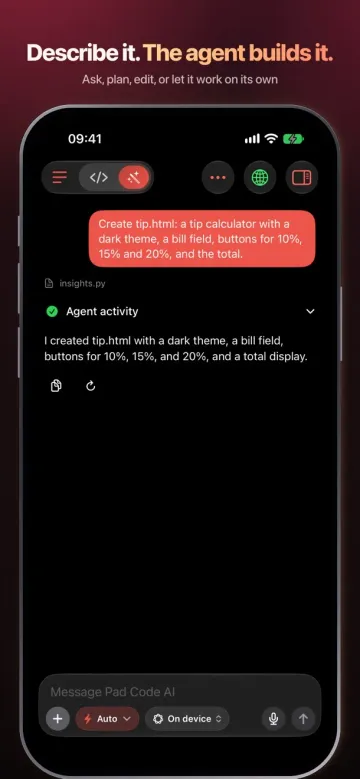 Describe it. The agent builds it.
Ask, plan, edit, or let it work on its own
09:41
</>
Create tip.html: a tip calculator with a
dark theme, a bill field, buttons for 10%,
15% and 20%, and the total.
insights.py
Agent activity
I created tip.html with a dark theme, a bill field,
buttons for 10%, 15%, and 20%, and a total display.
Message Pad Code AI
Auto
On device